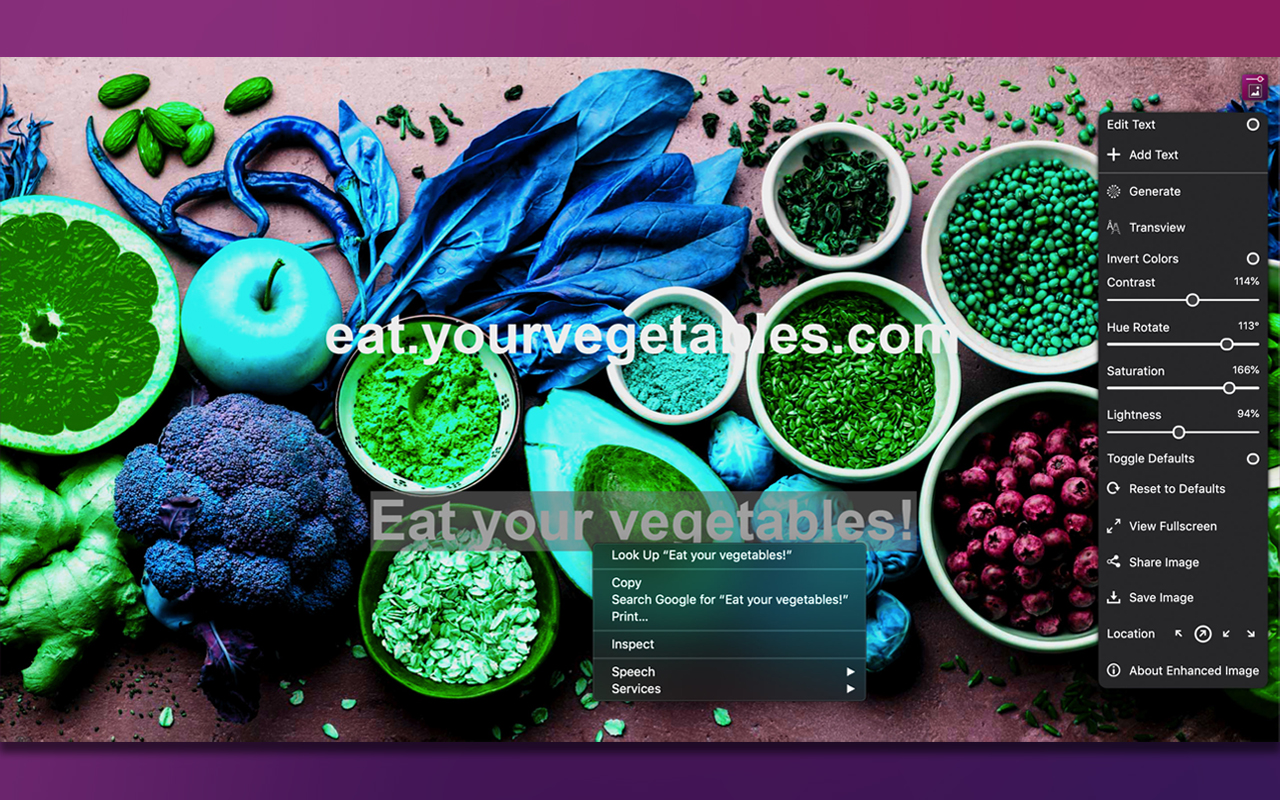 Edit Text
Add Text
Generate
Transview
Invert Colors
Contrast 114%
Hue Rotate 113°
Saturation 166%
Lightness 94%
Toggle Defaults
Reset to Defaults
View Fullscreen
Share Image
Save Image
Location
About Enhanced Image
eat.yourvegetables.com
Eat your vegetables!
Look Up “Eat your vegetables!”
Copy
Search Google for “Eat your vegetables!”
Print...
Inspect
Speech
Services